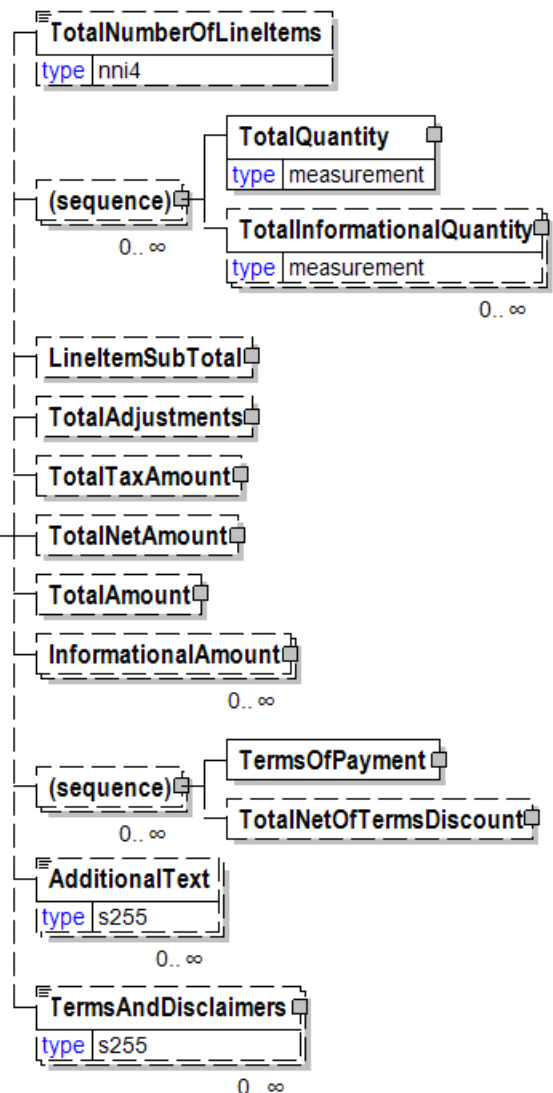 TotalNumberOfLineItems
type nni4
TotalQuantity
type measurement
(sequence)
0.. ∞
TotalInformationalQuantity
type measurement
0.. ∞
LineItemSubTotal
TotalAdjustments
TotalTaxAmount
TotalNetAmount
TotalAmount
InformationalAmount
0.. ∞
TermsOfPayment
(sequence)
0.. ∞
TotalNetOfTermsDiscount
AdditionalText
type s255
0.. ∞
TermsAndDisclaimers
type s255
0.. ∞